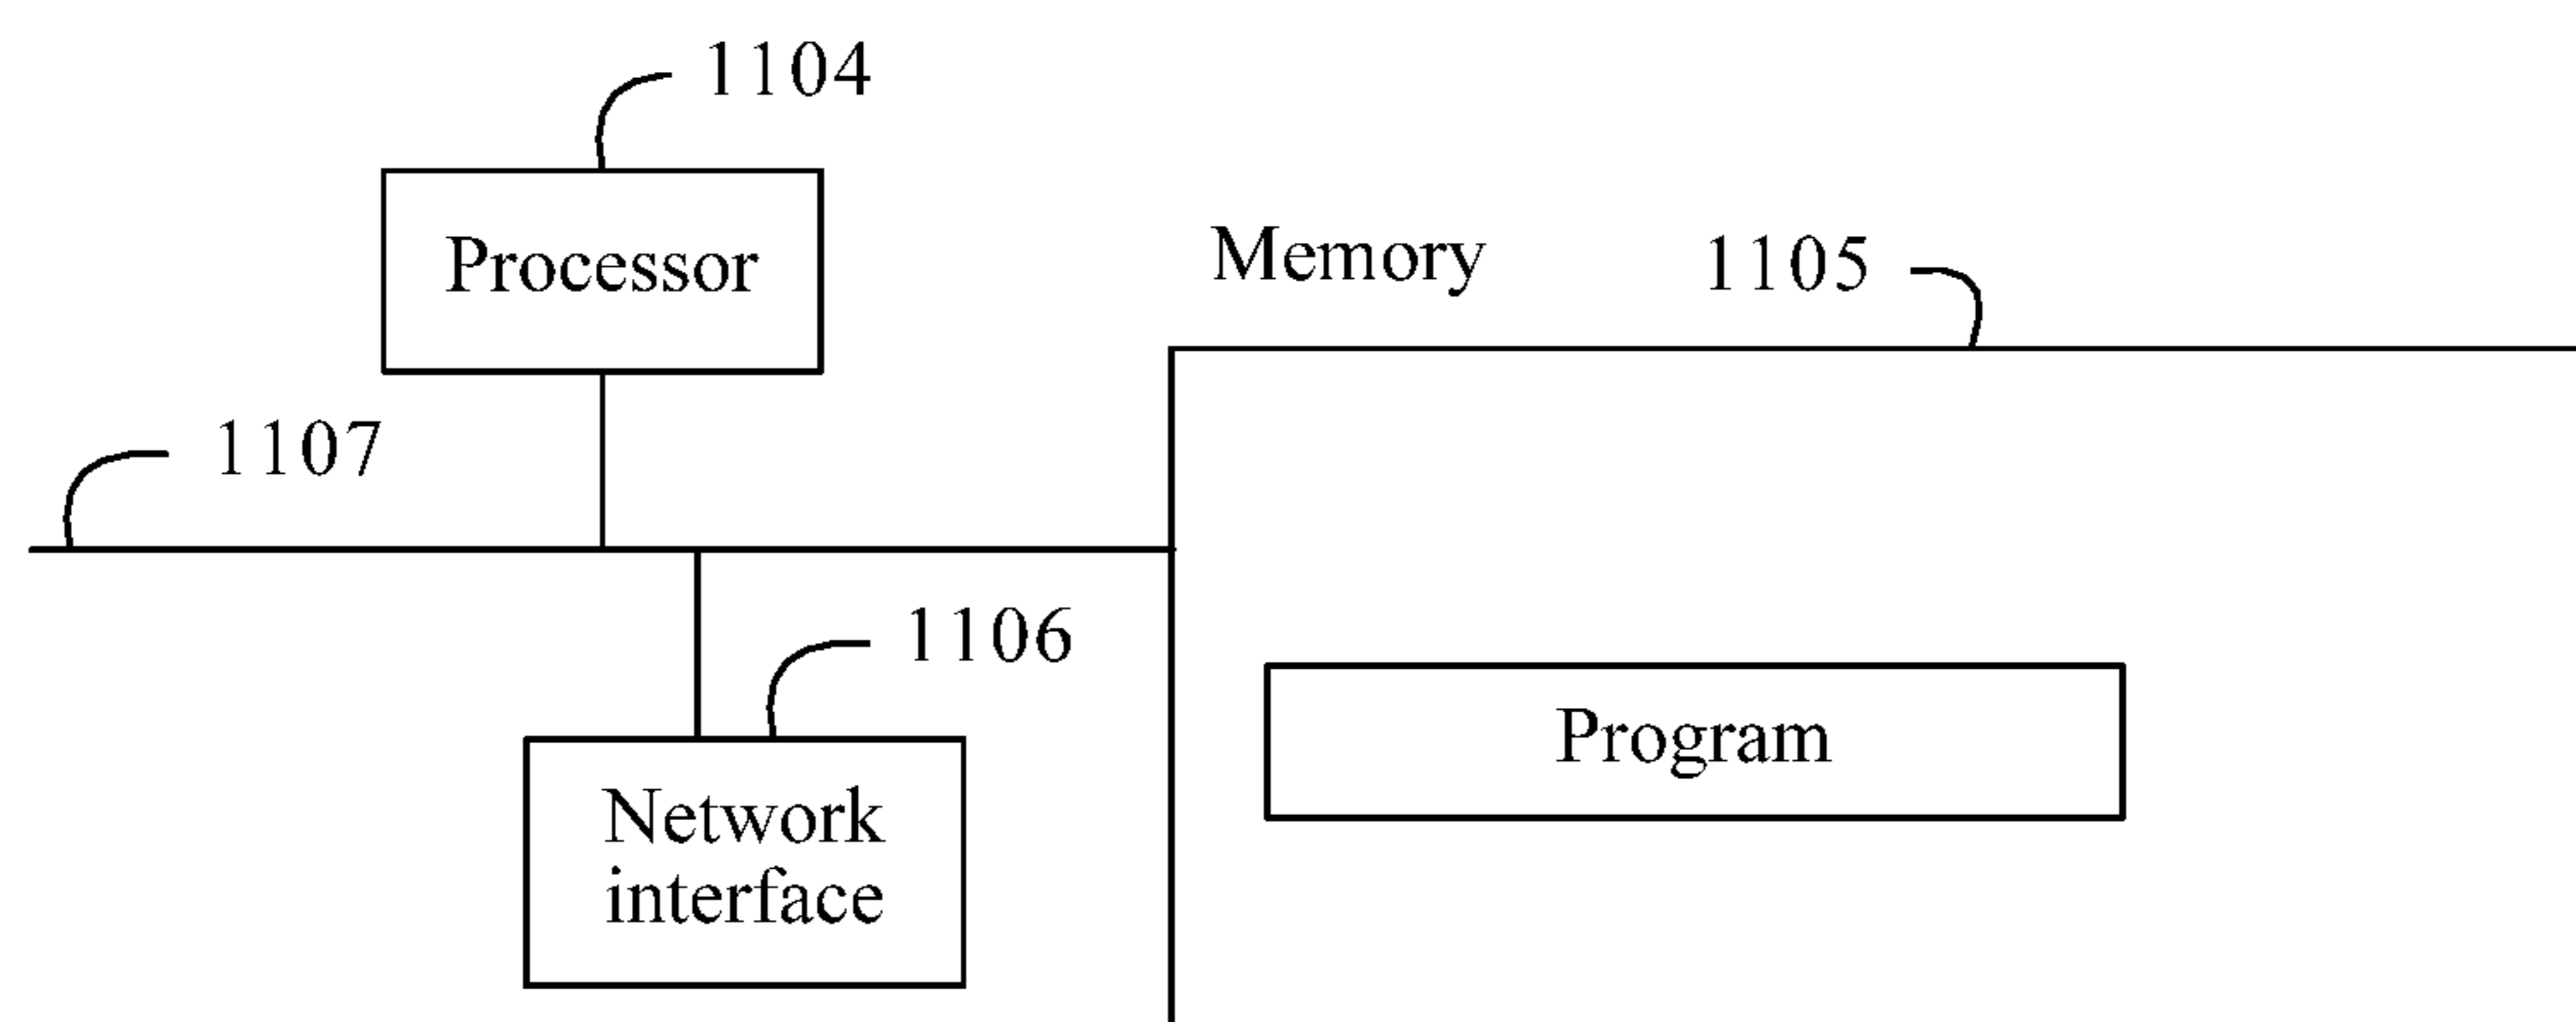 1104
Processor
Memory
1105
1107
1106
Program
Network
interface